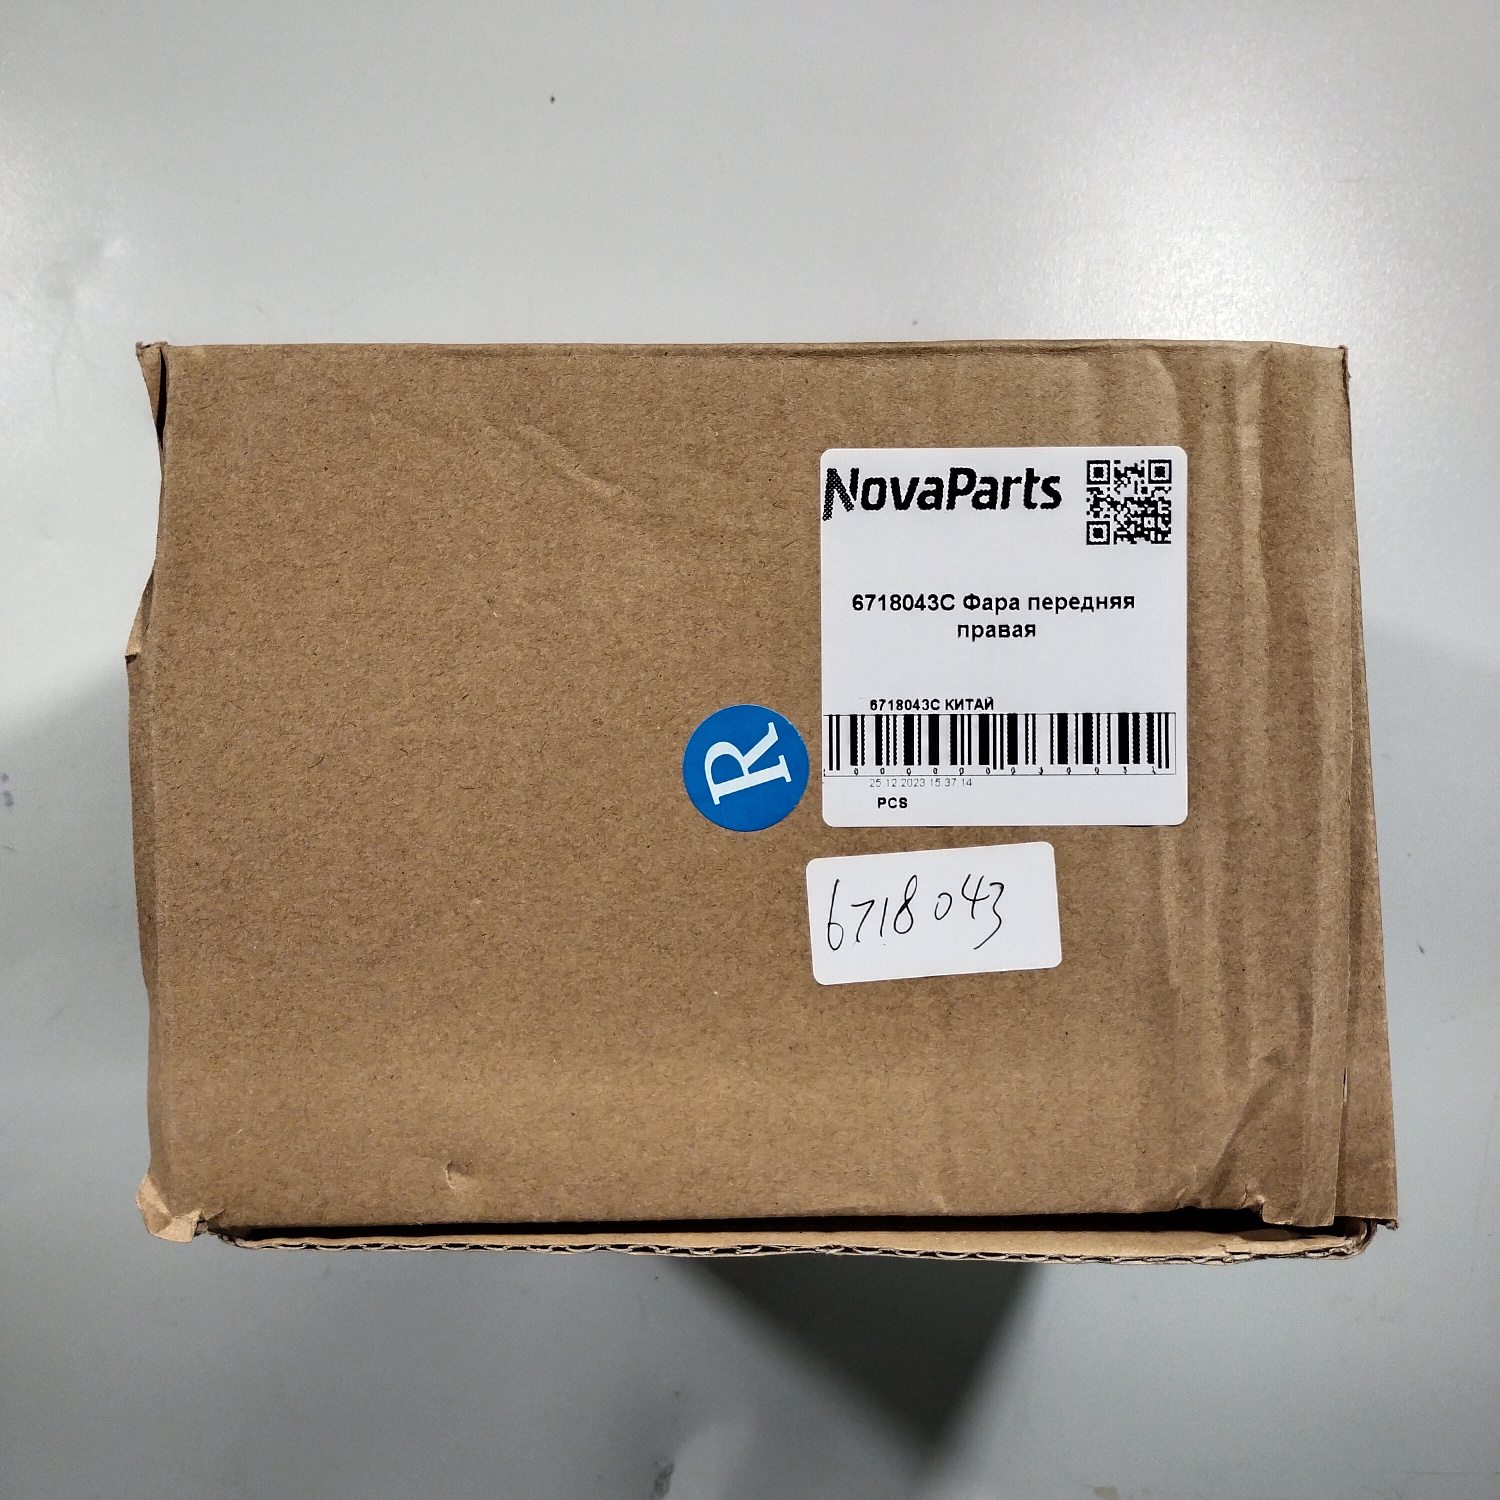 NovaParts
6718043C Фара передняя
правая
6718043C КИТАЙ
25.12.2023 15:37:14
PCS
R
6718043